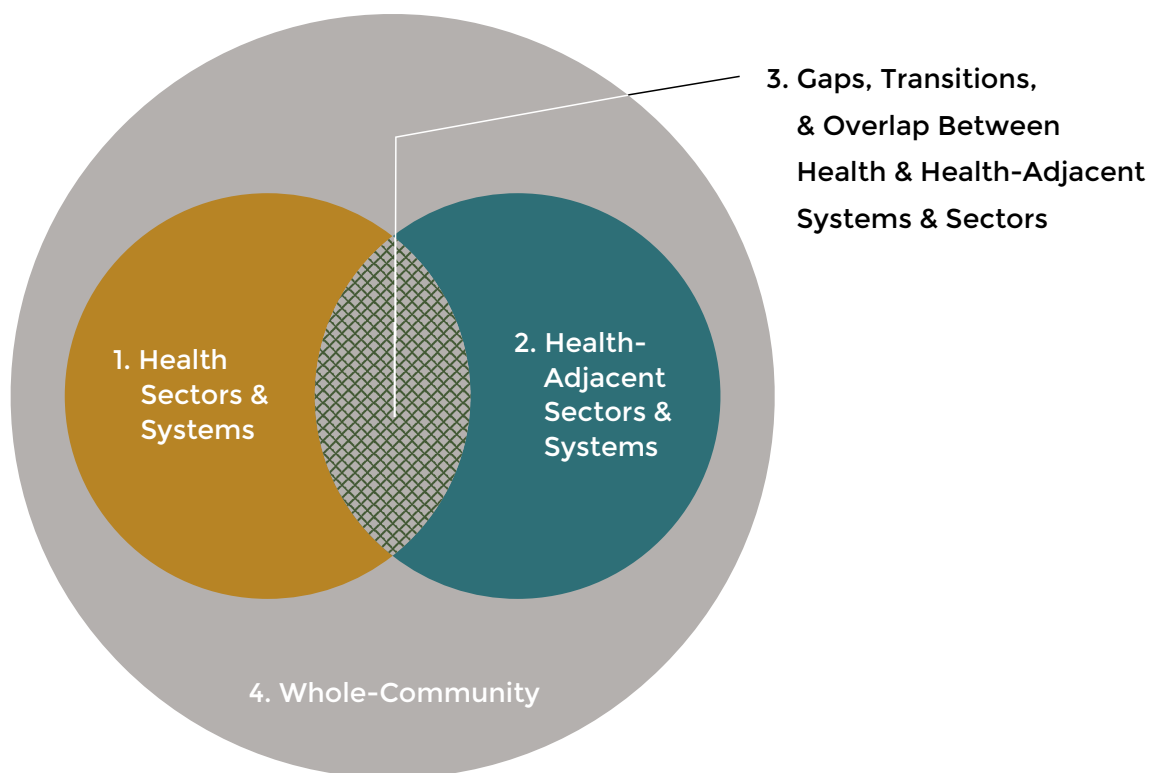 3. Gaps, Transitions,
& Overlap Between
Health & Health-Adjacent
Systems & Sectors
1. Health
Sectors &
Systems
2. Health-
Adjacent
Sectors &
Systems
4. Whole-Community